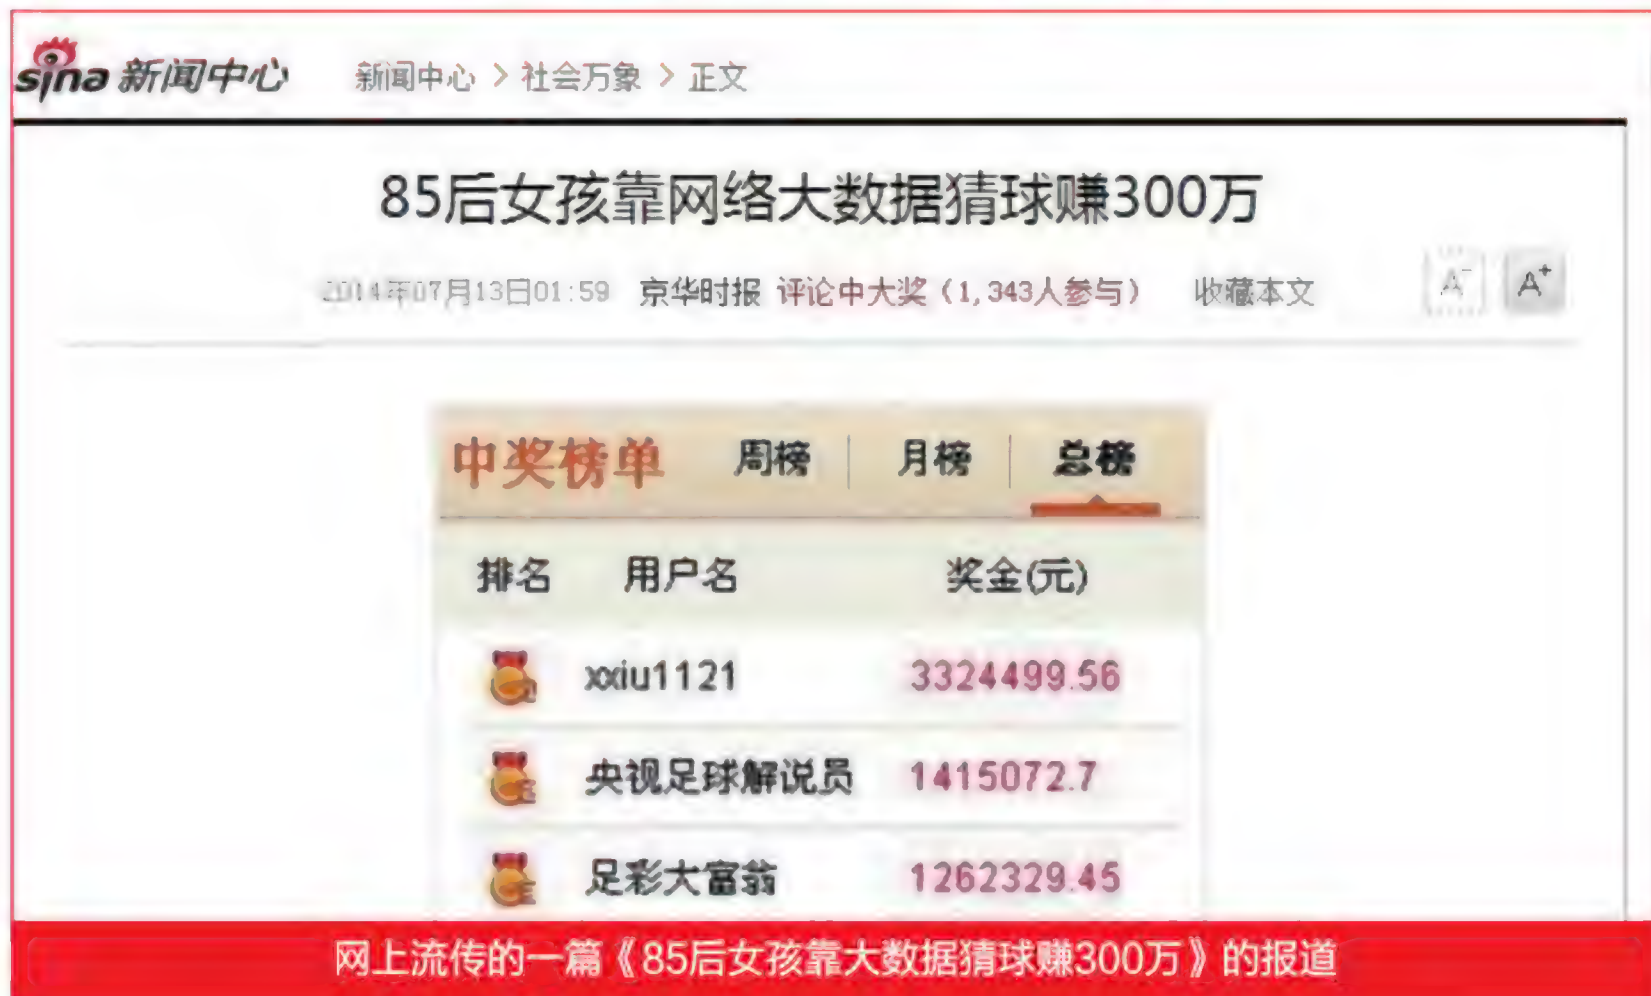 sina 新闻中心 新闻中心 > 社会万象 > 正文
85后女孩靠网络大数据猜球赚300万
2014年07月13日01:59 京华时报 评论中大奖（1,343人参与） 收藏本文 A- A+
中奖榜单 周榜 月榜 总榜
排名 用户名 奖金(元)
xxiu1121 3324499.56
央视足球解说员 1415072.7
足彩大富翁 1262329.45
网上流传的一篇《85后女孩靠大数据猜球赚300万》的报道